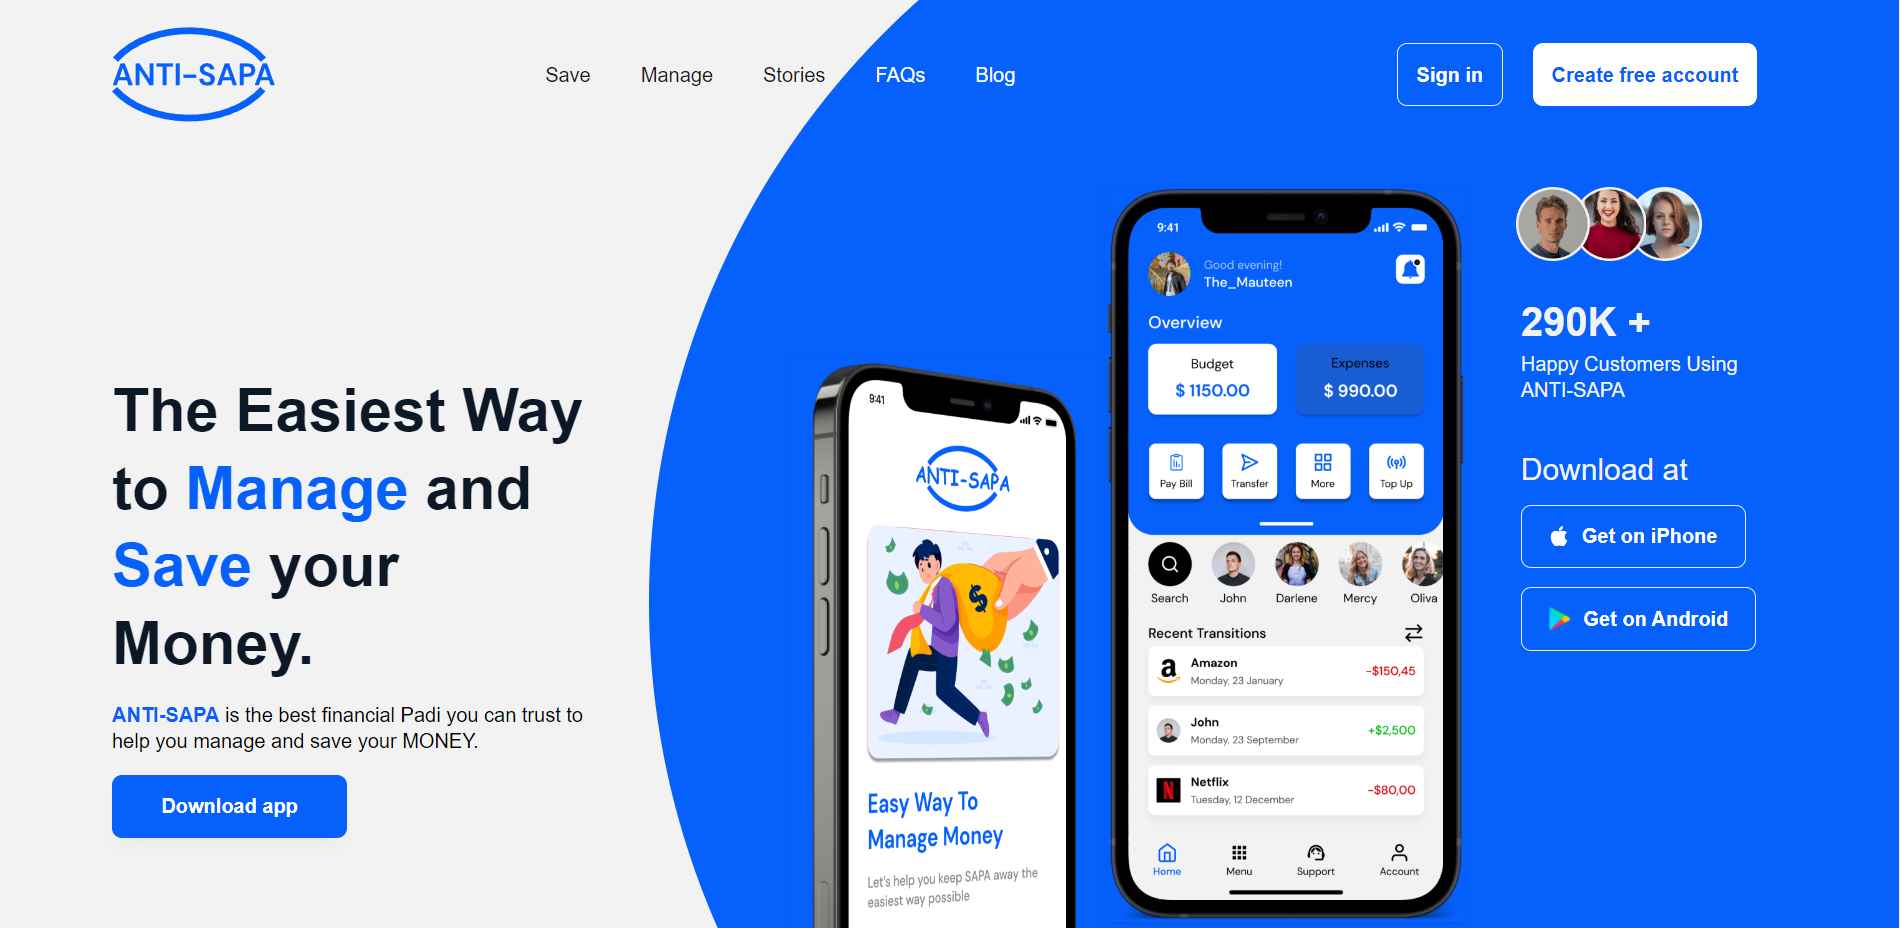 ANTI-SAPA
Save
Manage
Stories
FAQs
Blog
Sign in
Create free account
The Easiest Way
to Manage and
Save your
Money.
ANTI-SAPA is the best financial Padi you can trust to
help you manage and save your MONEY.
Download app
9:41
ANTI-SAPA
$
Easy Way To
Manage Money
Let's help you keep SAPA away the
easiest way possible
9:41
Good evening!
The_Mauteen
Overview
Budget
$ 1150.00
Expenses
$ 990.00
Pay Bill
Transfer
More
Top Up
Search
John
Darlene
Mercy
Oliva
Recent Transitions
Amazon
Monday, 23 January
-$150,45
John
Monday, 23 September
+$2,500
Netflix
Tuesday, 12 December
-$80,00
Home
Menu
Support
Account
290K +
Happy Customers Using
ANTI-SAPA
Download at
Get on iPhone
Get on Android